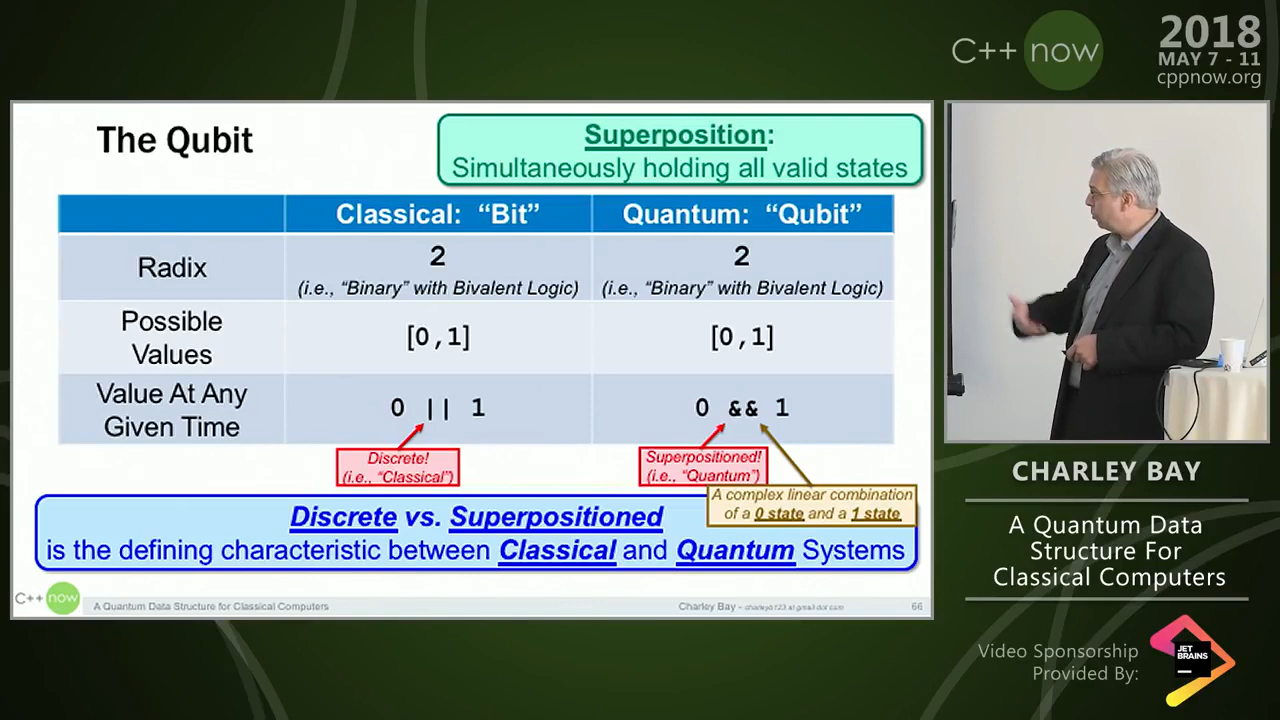 C++ now
2018
MAY 7 - 11
cppnow.org
The Qubit
Superposition:
Simultaneously holding all valid states
Classical: “Bit”
Quantum: “Qubit”
Radix
2
(i.e., “Binary” with Bivalent Logic)
2
(i.e., “Binary” with Bivalent Logic)
Possible
Values
[0,1]
[0,1]
Value At Any
Given Time
0 || 1
0 && 1
Discrete!
(i.e., “Classical”)
Superpositioned!
(i.e., “Quantum”)
A complex linear combination
of a 0 state and a 1 state
Discrete vs. Superpositioned
is the defining characteristic between Classical and Quantum Systems
C++ now
A Quantum Data Structure for Classical Computers
Charley Bay – charleyb123 at gmail dot com
66
CHARLEY BAY
A Quantum Data
Structure For
Classical Computers
Video Sponsorship
Provided By:
JET
BRAINS